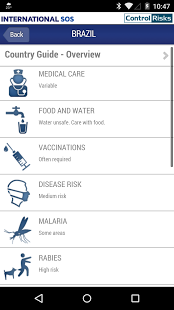 10:47
INTERNATIONAL SOS
Control Risks
Back
BRAZIL
Country Guide - Overview
MEDICAL CARE
Variable
FOOD AND WATER
Water unsafe. Care with food.
VACCINATIONS
Often required
DISEASE RISK
Medium risk
MALARIA
Some areas
RABIES
High risk